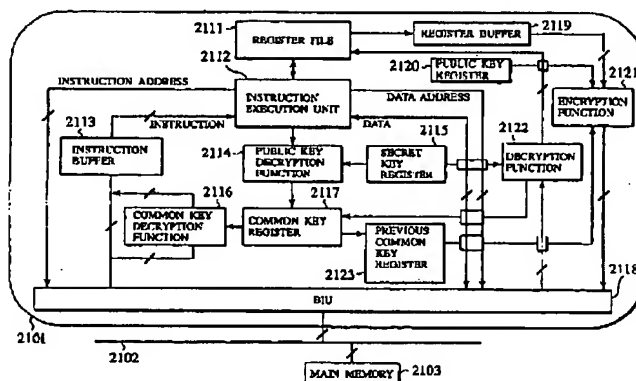 2111
REGISTER FILE
REGISTER BUFFER
2119
2112
2120
PUBLIC KEY
REGISTER
2121
INSTRUCTION ADDRESS
INSTRUCTION
EXECUTION UNIT
DATA ADDRESS
ENCRYPTION
FUNCTION
2113
INSTRUCTION
DATA
2115
2122
INSTRUCTION
BUFFER
2114
PUBLIC KEY
DECRYPTION
FUNCTION
SECRET
KEY
REGISTER
DECRYPTION
FUNCTION
2116
2117
COMMON KEY
DECRYPTION
FUNCTION
COMMON KEY
REGISTER
PREVIOUS
COMMON KEY
REGISTER
2123
2118
BIU
2101
2102
MAIN MEMORY
2103